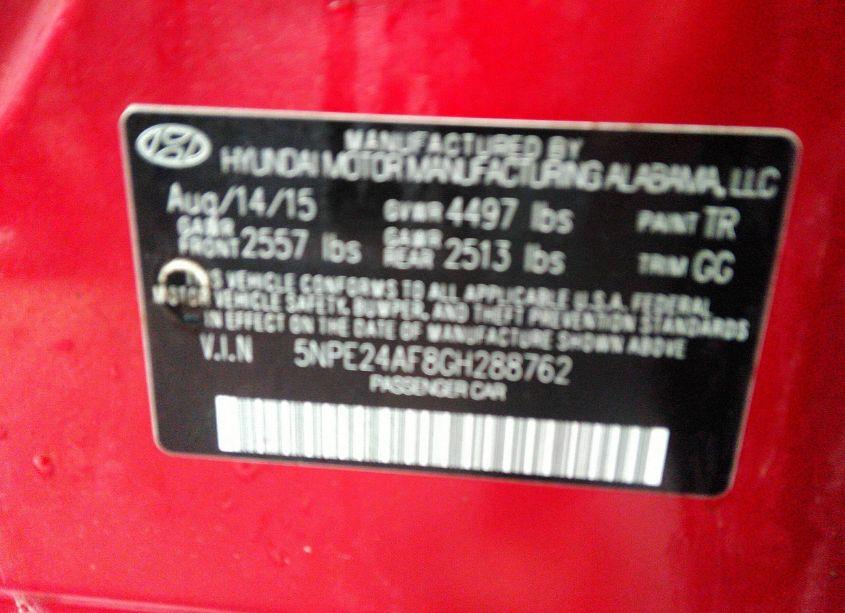 MANUFACTURED BY
HYUNDAI MOTOR MANUFACTURING ALABAMA, LLC
Aug/14/15 GVWR 4497 lbs PAINT TR
GAWR FRONT 2557 lbs GAWR REAR 2513 lbs TRIM GG
S VEHICLE CONFORMS TO ALL APPLICABLE U.S.A. FEDERAL
MOTOR VEHICLE SAFETY, BUMPER, AND THEFT PREVENTION STANDARDS
IN EFFECT ON THE DATE OF MANUFACTURE SHOWN ABOVE
V.I.N 5NPE24AF8GH288762
PASSENGER CAR